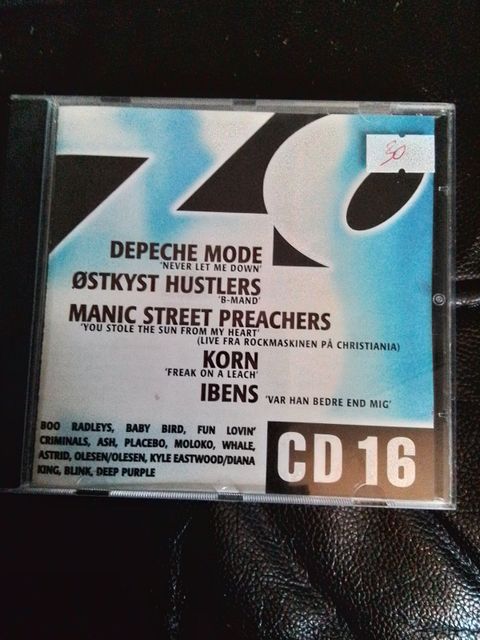 ZO
30
DEPECHE MODE
'NEVER LET ME DOWN'
ØSTKYST HUSTLERS
'B-MAND'
MANIC STREET PREACHERS
'YOU STOLE THE SUN FROM MY HEART'
(LIVE FRA ROCKMASKINEN PÅ CHRISTIANIA)
KORN
'FREAK ON A LEACH'
IBENS 'VAR HAN BEDRE END MIG'
BOO RADLEYS, BABY BIRD, FUN LOVIN'
CRIMINALS, ASH, PLACEBO, MOLOKO, WHALE,
ASTRID, OLESEN/OLESEN, KYLE EASTWOOD/DIANA
KING, BLINK, DEEP PURPLE
CD 16